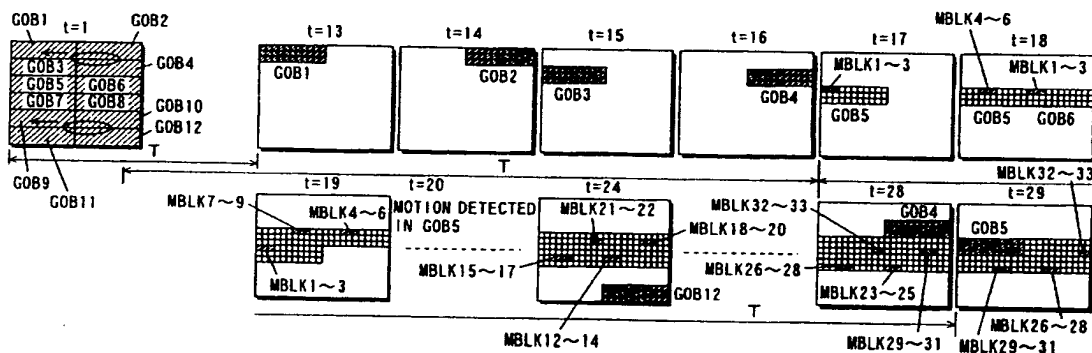 GOB1
t=1
GOB2
GOB3
GOB4
GOB5
GOB6
GOB7
GOB8
GOB10
GOB12
GOB9
GOB11
T
t=13
GOB1
t=14
GOB2
t=15
GOB3
t=16
GOB4
T
t=17
MBLK1~3
GOB5
MBLK4~6
t=18
MBLK1~3
GOB5
GOB6
t=19
MBLK7~9
MBLK4~6
MBLK1~3
t=20
MOTION DETECTED
IN GOB5
t=24
MBLK21~22
MBLK18~20
MBLK15~17
GOB12
MBLK12~14
t=28
MBLK32~33
GOB4
MBLK26~28
MBLK23~25
MBLK29~31
T
MBLK32~
33
t=29
GOB5
MBLK26~
28
MBLK29~
31